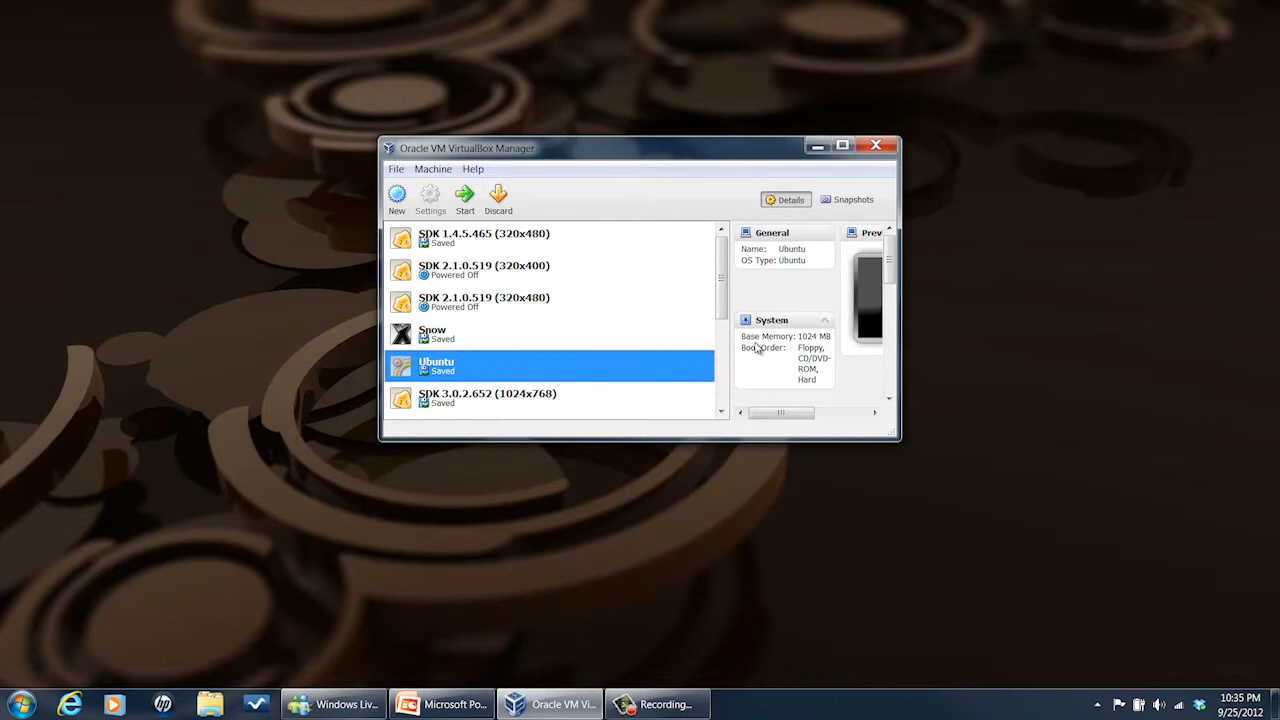 Oracle VM VirtualBox Manager
File Machine Help
New Settings Start Discard
Details Snapshots
SDK 1.4.5.465 (320x480)
Saved
SDK 2.1.0.519 (320x400)
Powered Off
SDK 2.1.0.519 (320x480)
Powered Off
Snow
Saved
Ubuntu
Saved
SDK 3.0.2.652 (1024x768)
Saved
General
Name: Ubuntu
OS Type: Ubuntu
Prev
System
Base Memory: 1024 MB
Boot Order: Floppy,
CD/DVD-
ROM,
Hard
Windows Liv...
Microsoft Po...
Oracle VM Vi...
Recording...
10:35 PM
9/25/2012